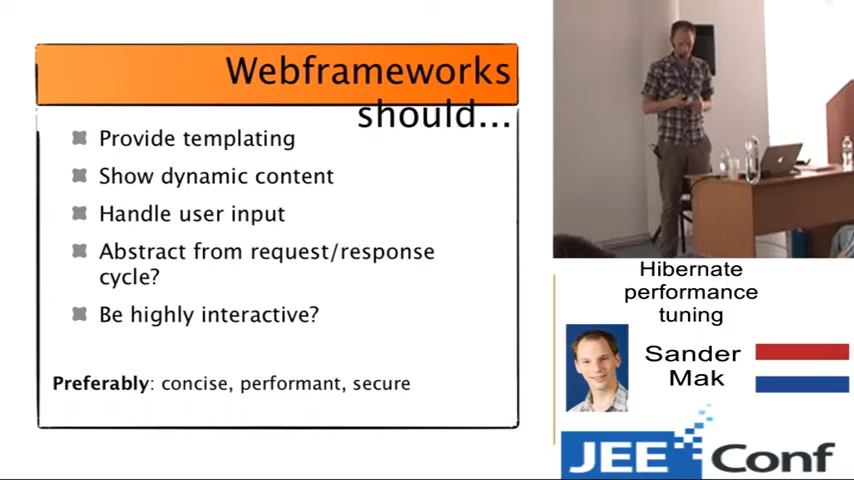 Webframeworks
should...
Provide templating
Show dynamic content
Handle user input
Abstract from request/response
cycle?
Be highly interactive?
Preferably: concise, performant, secure
Hibernate
performance
tuning
Sander
Mak
JEE Conf